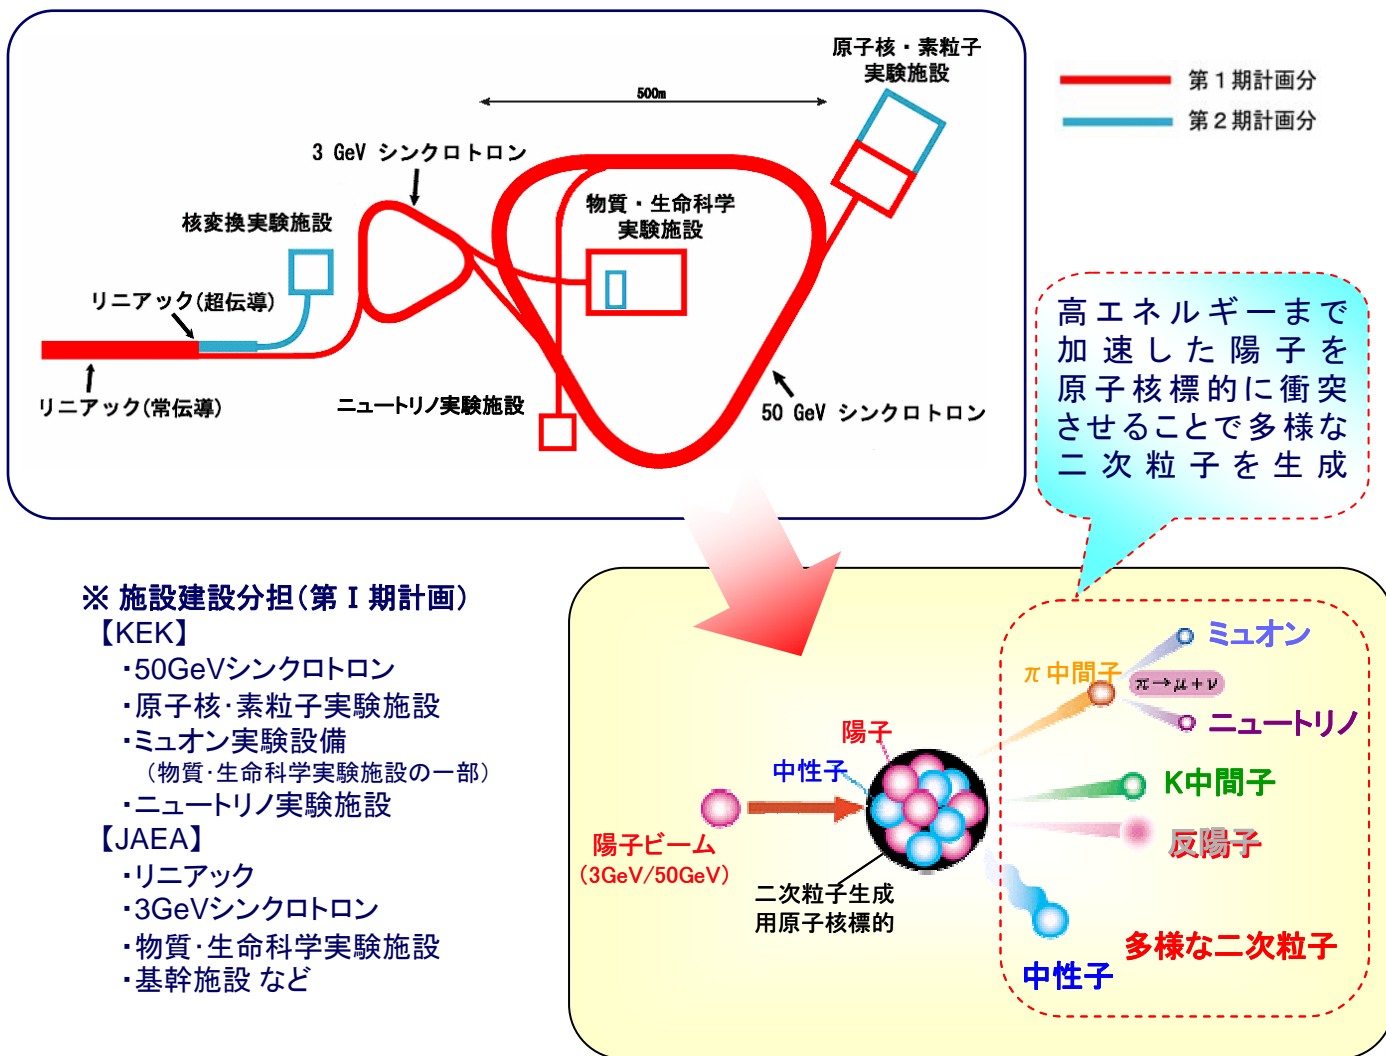 原子核・素粒子
実験施設
500m
第１期計画分
第２期計画分
3 GeV シンクロトロン
物質・生命科学
実験施設
核変換実験施設
リニアック(超伝導)
リニアック(常伝導)
ニュートリノ実験施設
50 GeV シンクロトロン
高エネルギーまで
加速した陽子を
原子核標的に衝突
させることで多様な
二次粒子を生成
※ 施設建設分担（第Ⅰ期計画）
【KEK】
・50GeVシンクロトロン
・原子核・素粒子実験施設
・ミュオン実験設備
（物質・生命科学実験施設の一部）
・ニュートリノ実験施設
【JAEA】
・リニアック
・3GeVシンクロトロン
・物質・生命科学実験施設
・基幹施設 など
ミュオン
π中間子
π→μ+ν
ニュートリノ
陽子
中性子
K中間子
反陽子
陽子ビーム
(3GeV/50GeV)
二次粒子生成
用原子核標的
多様な二次粒子
中性子